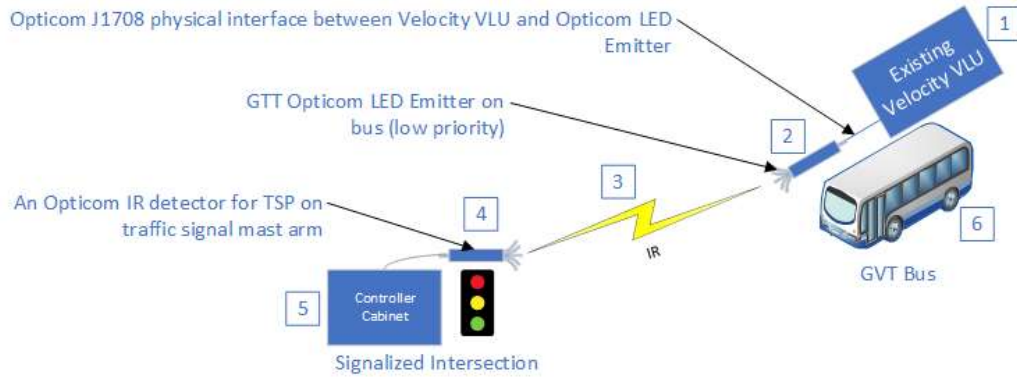 Opticom J1708 physical interface between Velocity VLU and Opticom LED
Emitter
1
Existing
Velocity VLU
GTT Opticom LED Emitter on
bus (low priority)
2
3
An Opticom IR detector for TSP on
traffic signal mast arm
4
IR
6
GVT Bus
5
Controller
Cabinet
Signalized Intersection